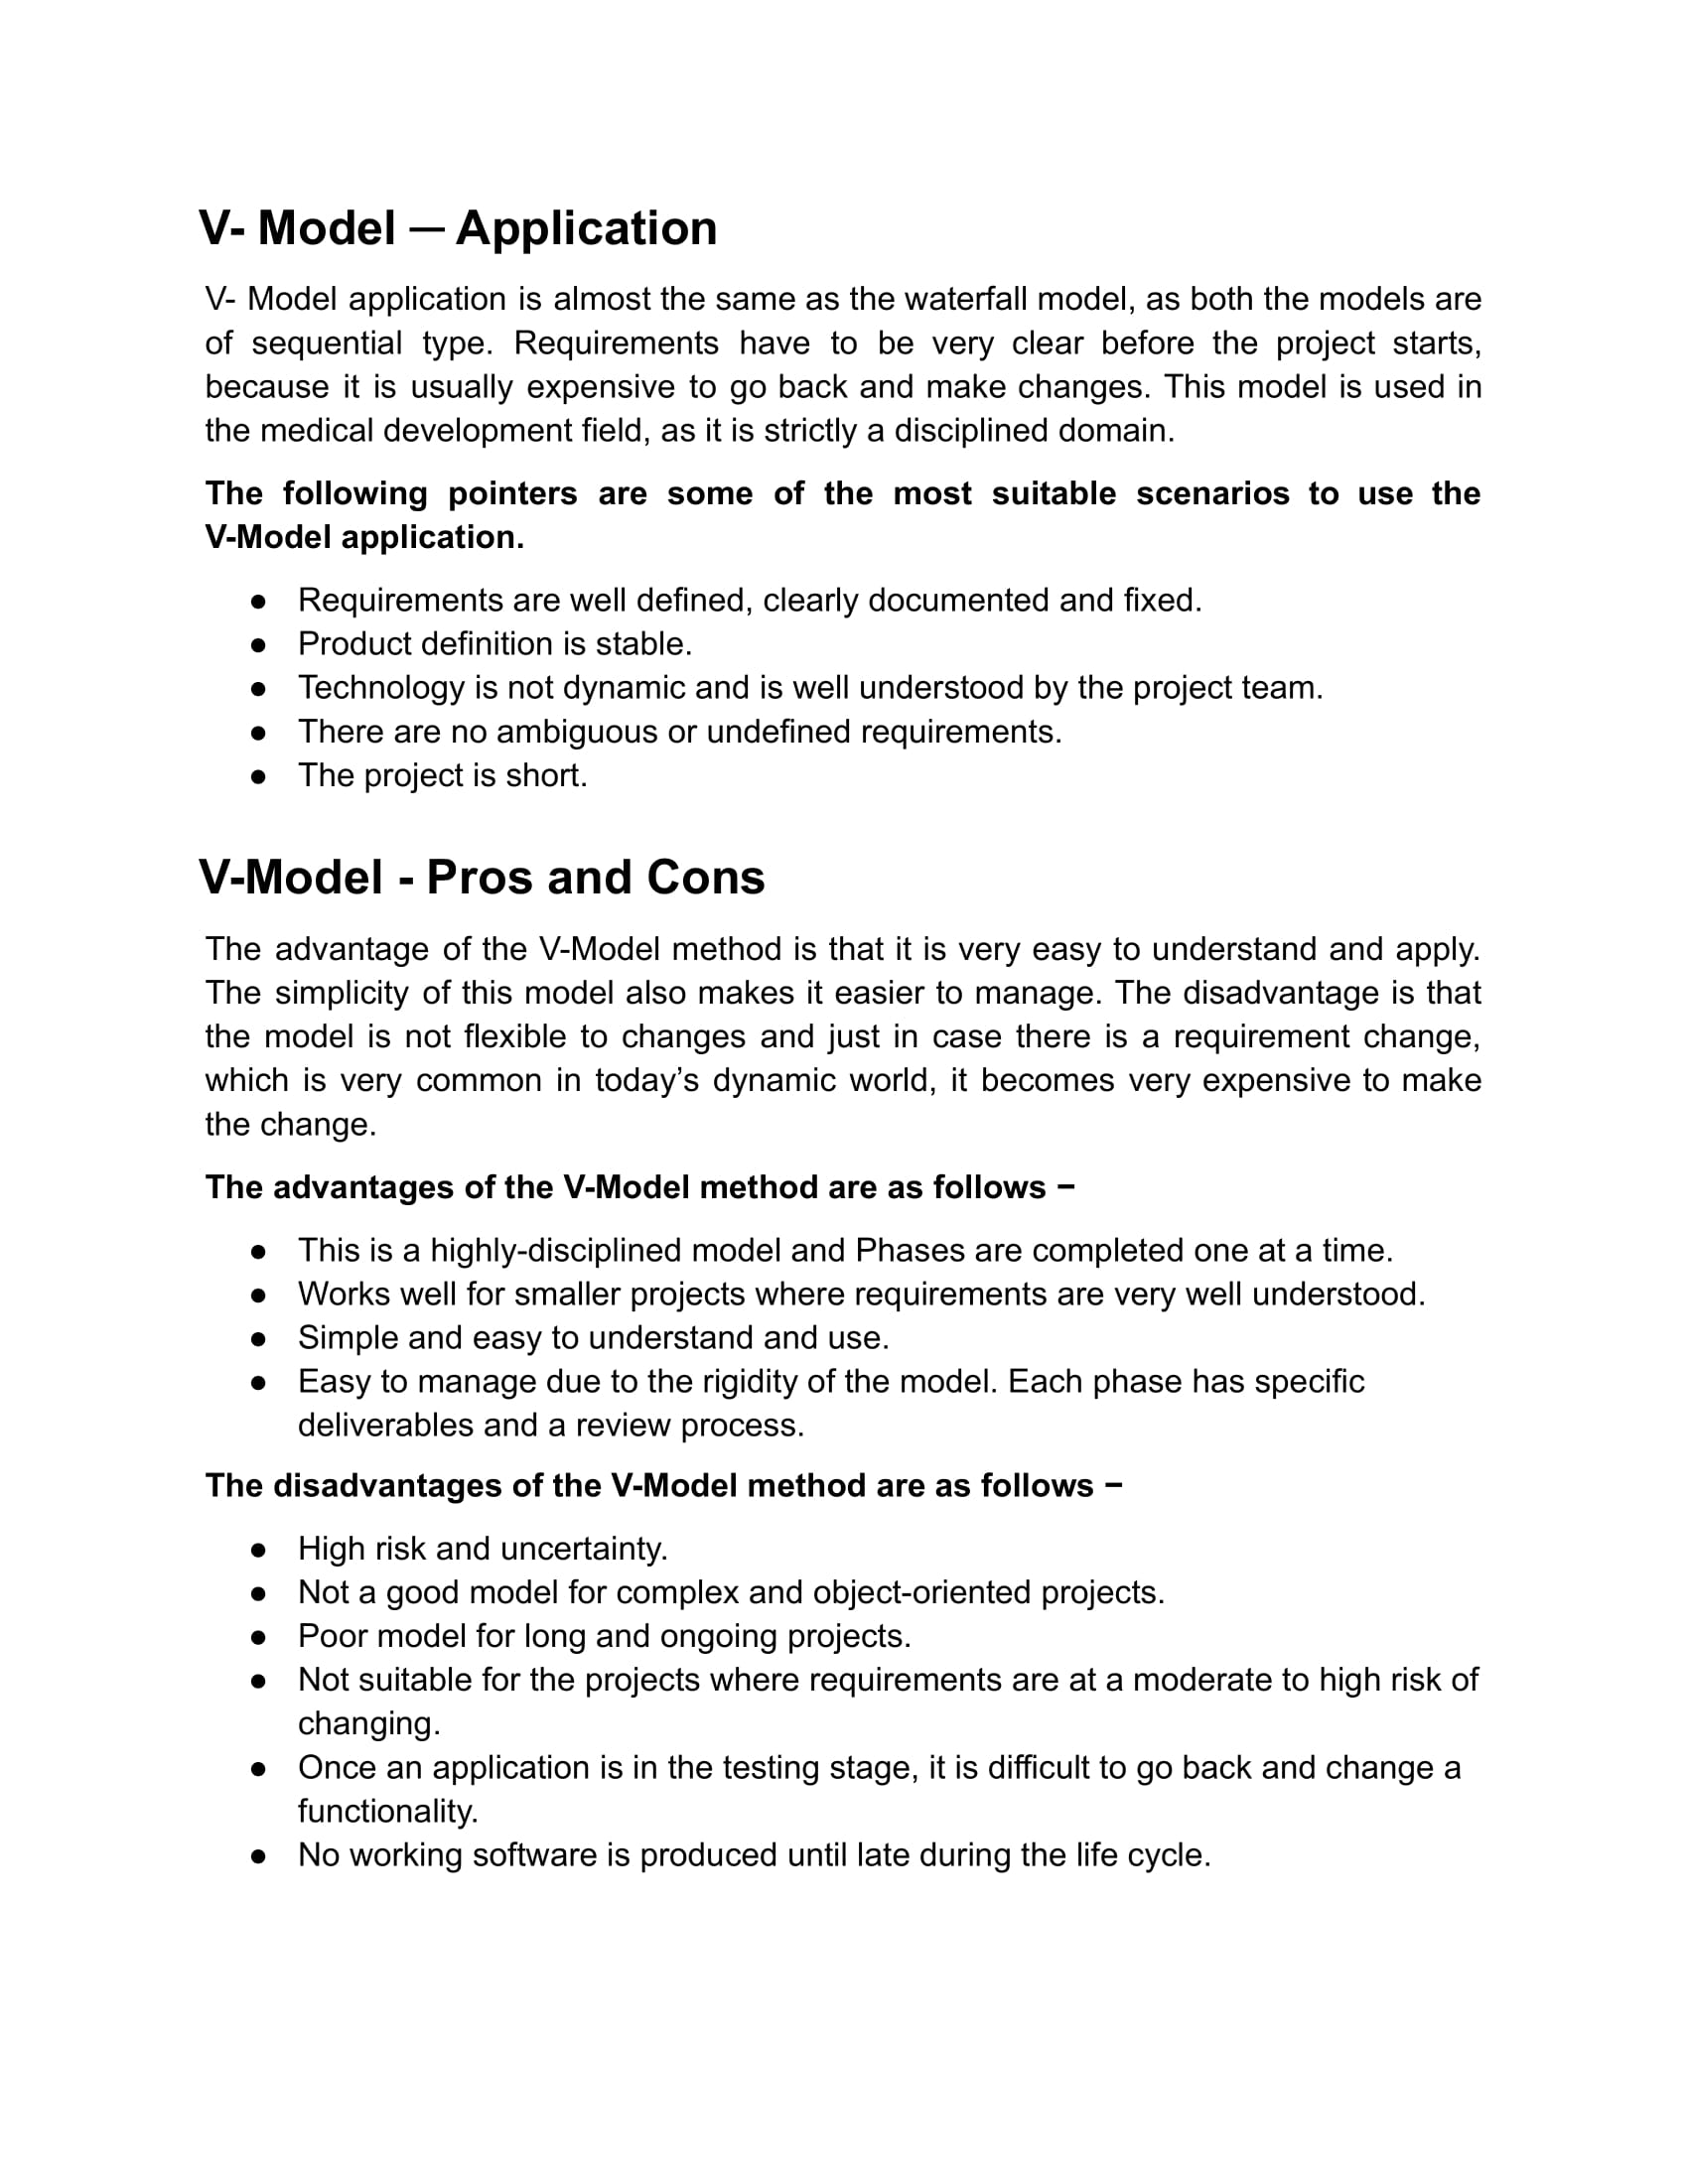 V- Model ─ Application
V- Model application is almost the same as the waterfall model, as both the models are
of sequential type. Requirements have to be very clear before the project starts,
because it is usually expensive to go back and make changes. This model is used in
the medical development field, as it is strictly a disciplined domain.
The following pointers are some of the most suitable scenarios to use the
V-Model application.
● Requirements are well defined, clearly documented and fixed.
● Product definition is stable.
● Technology is not dynamic and is well understood by the project team.
● There are no ambiguous or undefined requirements.
● The project is short.
V-Model - Pros and Cons
The advantage of the V-Model method is that it is very easy to understand and apply.
The simplicity of this model also makes it easier to manage. The disadvantage is that
the model is not flexible to changes and just in case there is a requirement change,
which is very common in today’s dynamic world, it becomes very expensive to make
the change.
The advantages of the V-Model method are as follows −
● This is a highly-disciplined model and Phases are completed one at a time.
● Works well for smaller projects where requirements are very well understood.
● Simple and easy to understand and use.
● Easy to manage due to the rigidity of the model. Each phase has specific
deliverables and a review process.
The disadvantages of the V-Model method are as follows −
● High risk and uncertainty.
● Not a good model for complex and object-oriented projects.
● Poor model for long and ongoing projects.
● Not suitable for the projects where requirements are at a moderate to high risk of
changing.
● Once an application is in the testing stage, it is difficult to go back and change a
functionality.
● No working software is produced until late during the life cycle.